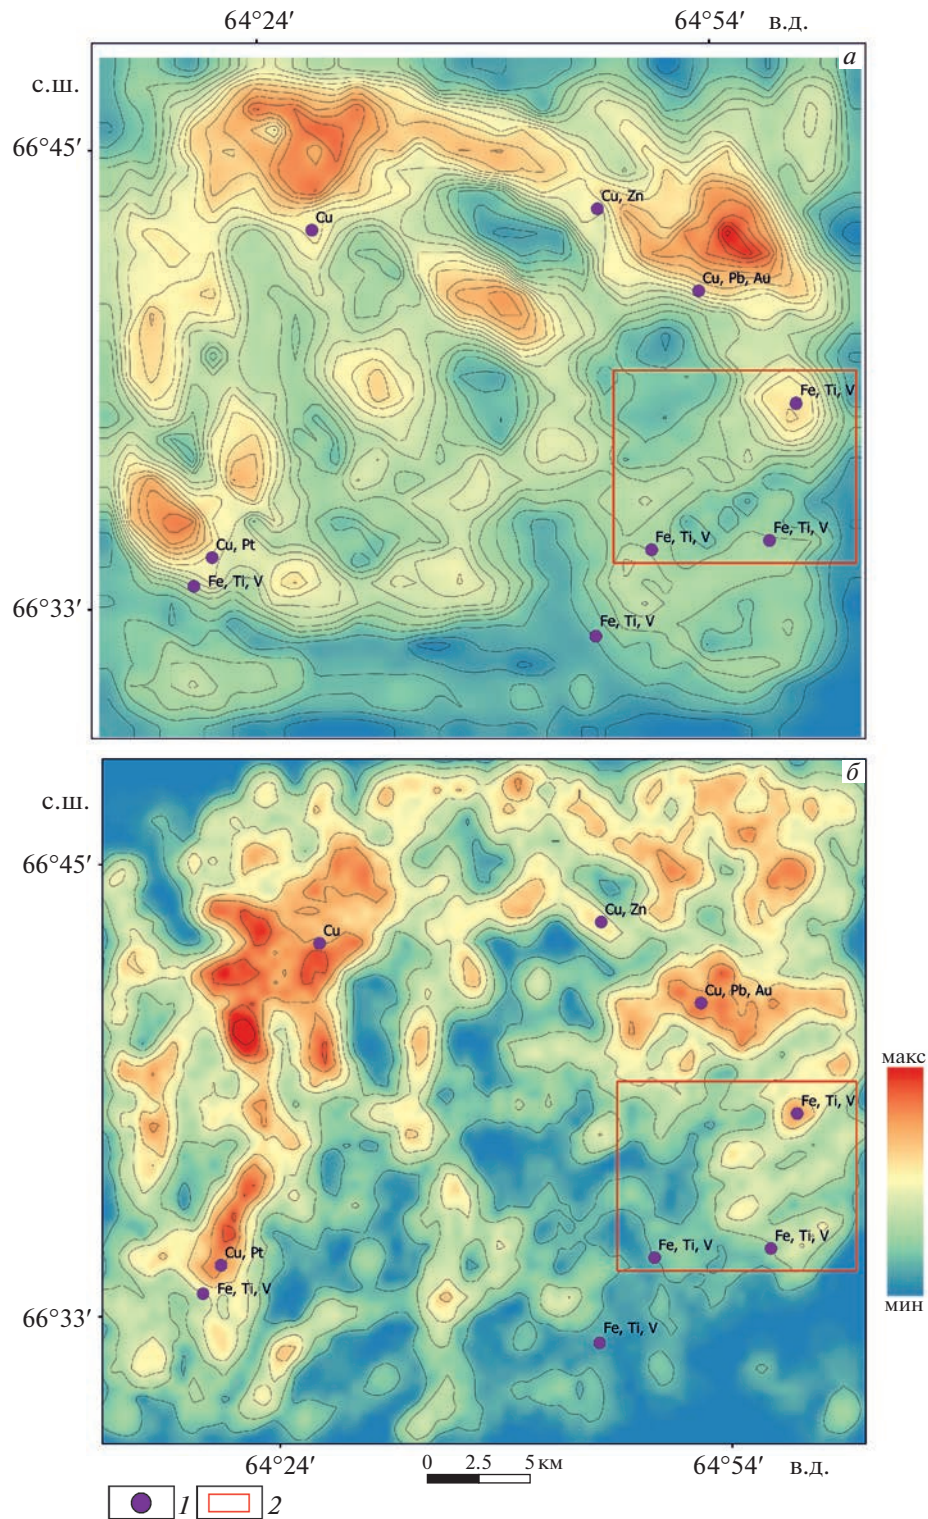 64°24′ 64°54′ в.д.
а
с.ш.
66°45′
Cu, Zn
Cu
Cu, Pb, Au
Fe, Ti, V
Fe, Ti, V
Fe, Ti, V
Cu, Pt
Fe, Ti, V
66°33′
Fe, Ti, V
б
с.ш.
66°45′
Cu, Zn
Cu
Cu, Pb, Au
макс
Fe, Ti, V
Fe, Ti, V
Fe, Ti, V
Cu, Pt
Fe, Ti, V
мин
66°33′
Fe, Ti, V
64°24′ 0 2.5 5 км 64°54′ в.д.
1 2